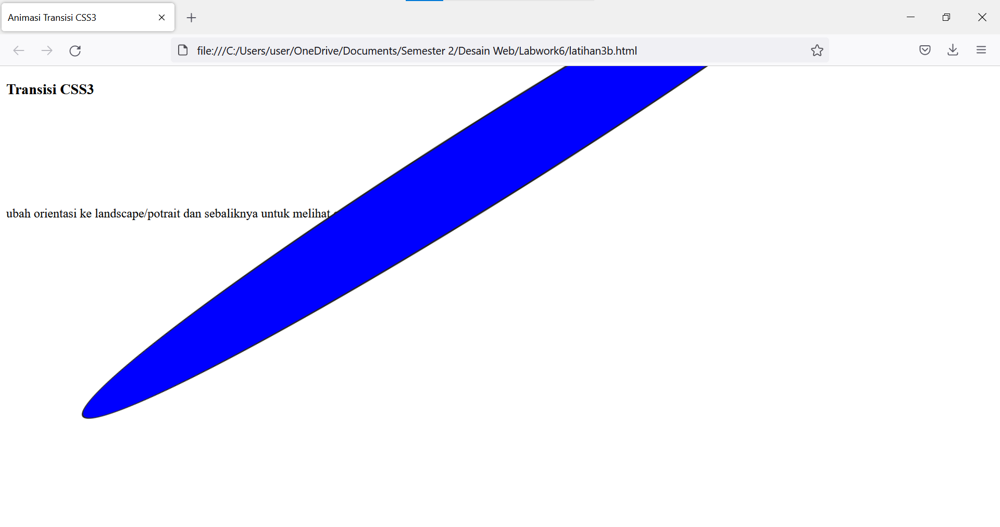 Animasi Transisi CSS3
file:///C:/Users/user/OneDrive/Documents/Semester 2/Desain Web/Labwork6/latihan3b.html
Transisi CSS3
ubah orientasi ke landscape/potrait dan sebaliknya untuk melihat